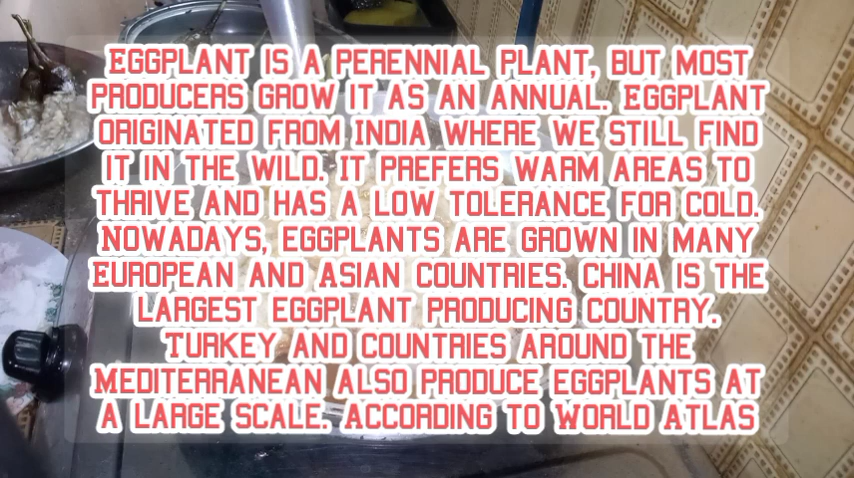 Eggplant is a perennial plant, but most
producers grow it as an annual. Eggplant
originated from India where we still find
it in the wild. It prefers warm areas to
thrive and has a low tolerance for cold.
Nowadays, eggplants are grown in many
European and Asian countries. China is the
largest eggplant producing country.
Turkey and countries around the
Mediterranean also produce eggplants at
a large scale. According to World Atlas